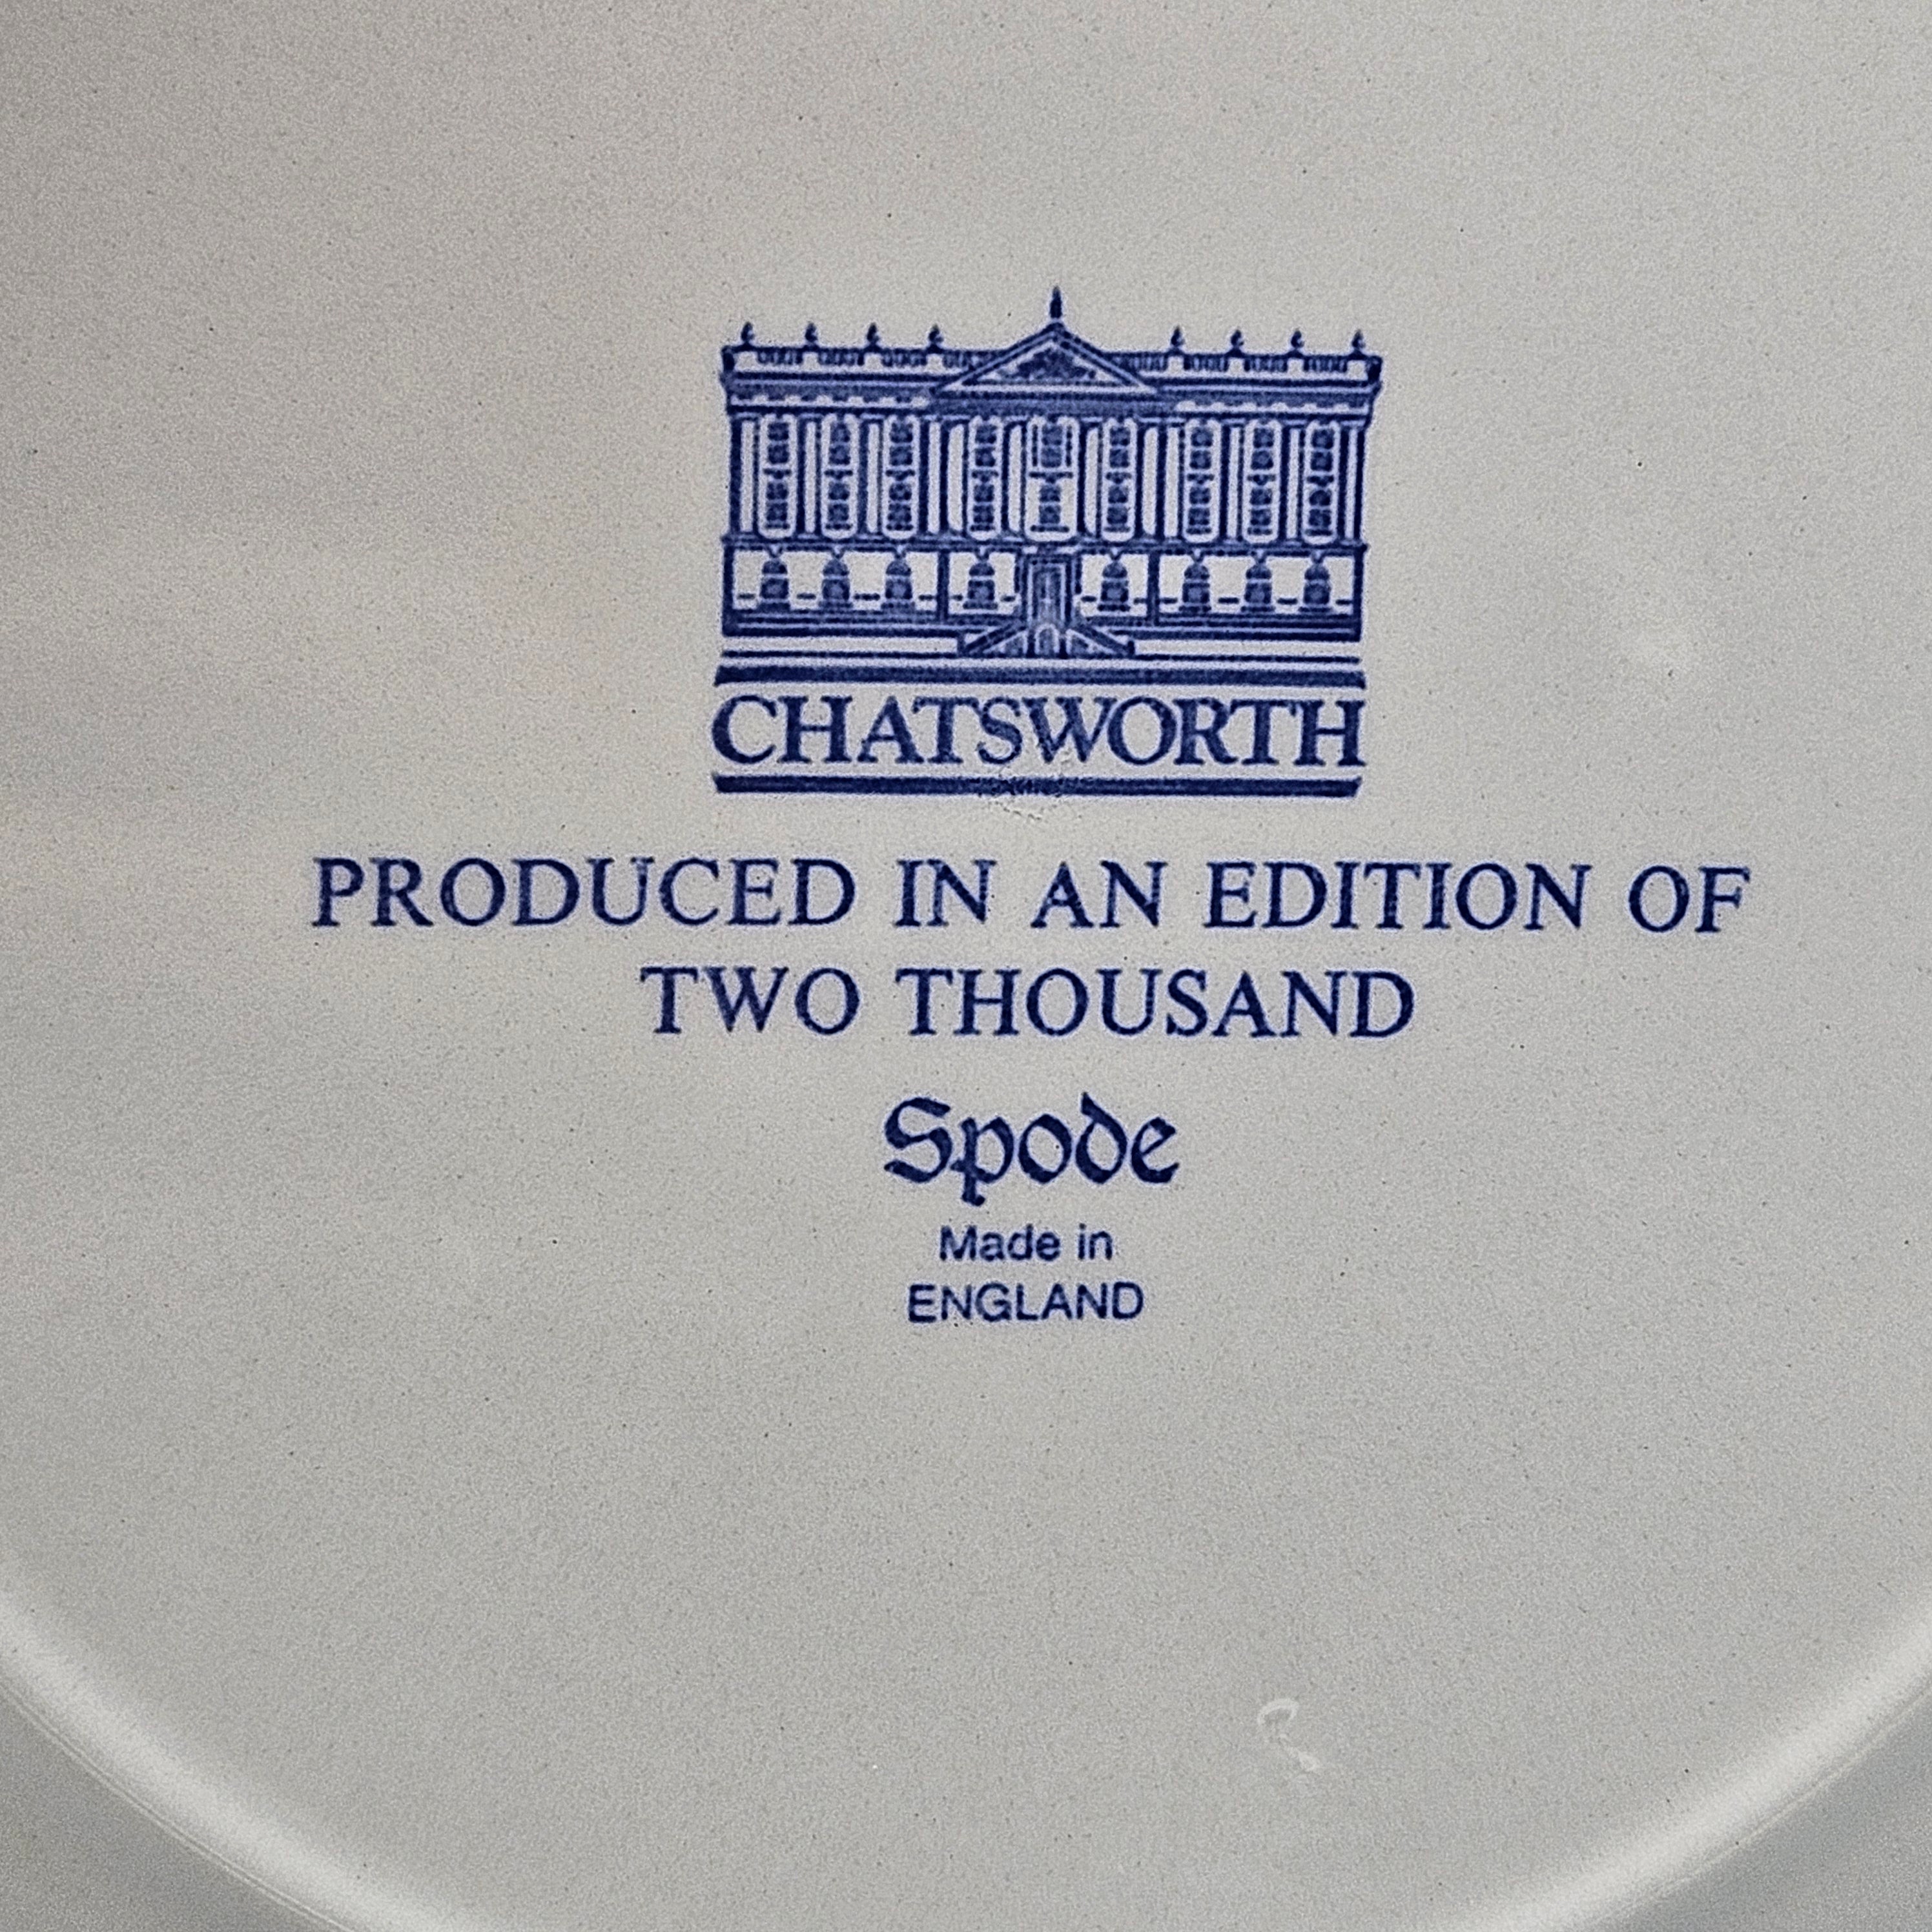 CHATSWORTH
PRODUCED IN AN EDITION OF
TWO THOUSAND
Spode
Made in
ENGLAND